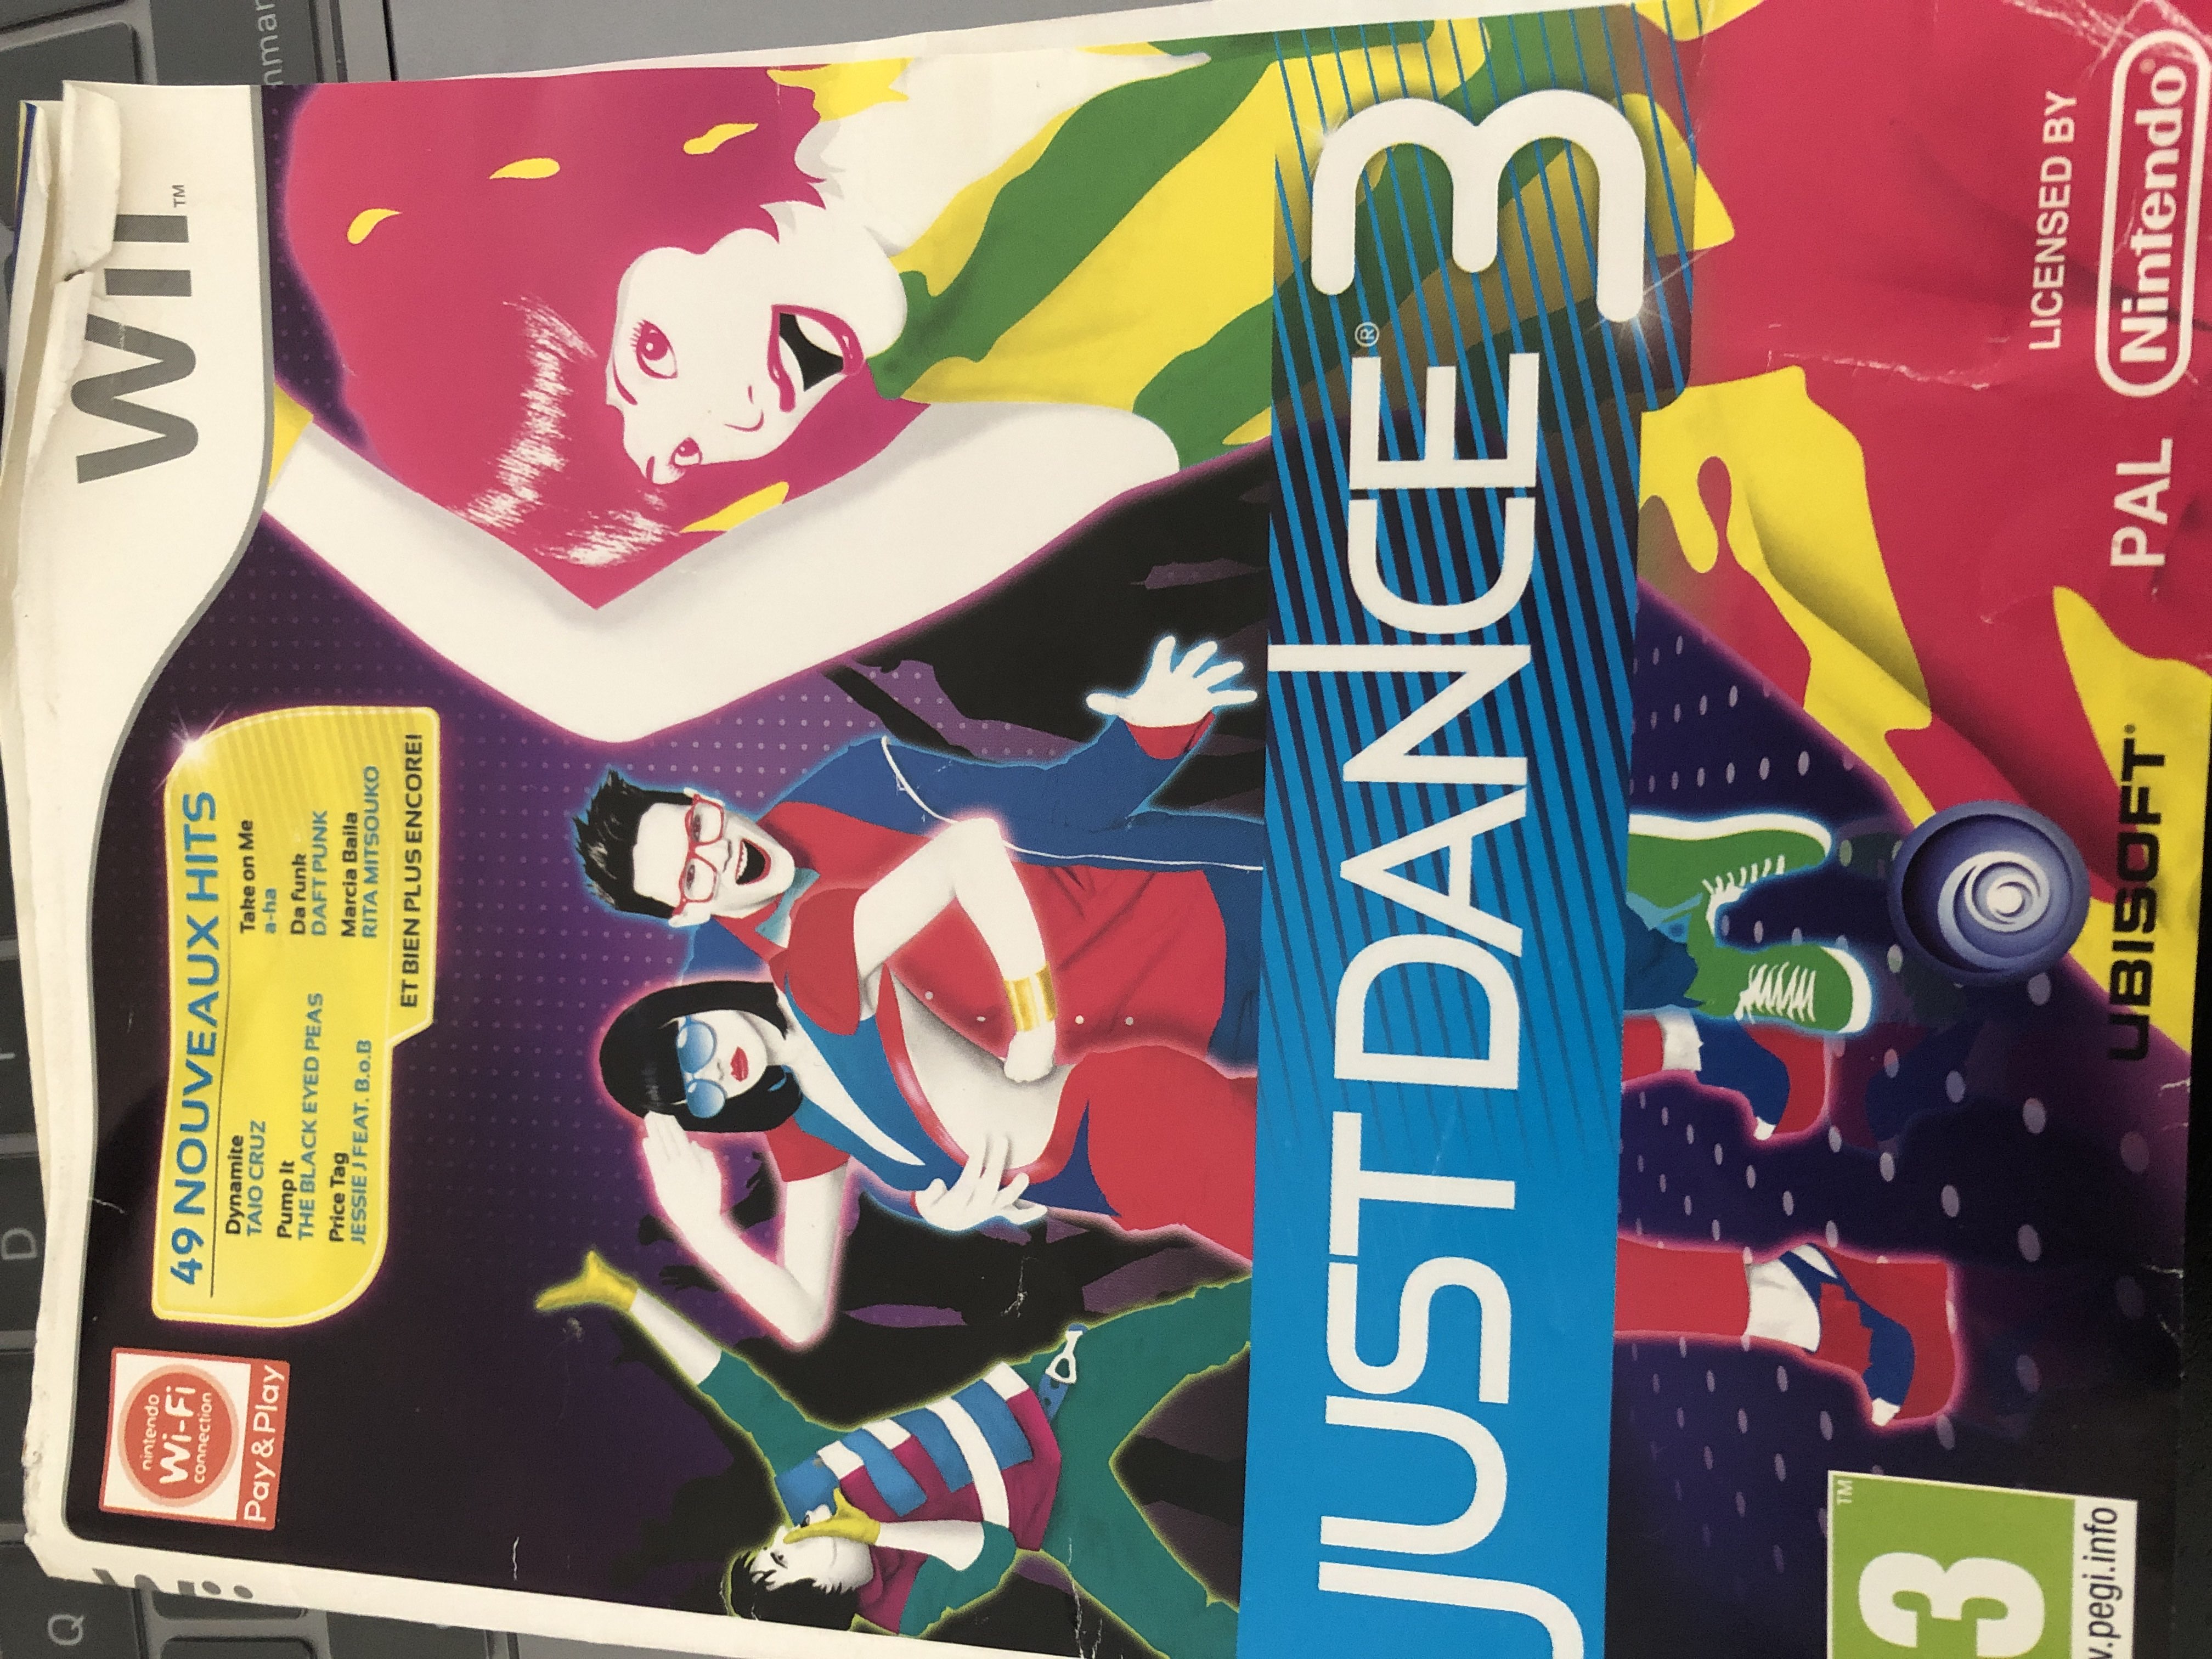 Q
D
Wii™
nintendo
Wi-Fi
connection
Pay & Play
49 NOUVEAUX HITS
Dynamite
TAIO CRUZ
Pump It
THE BLACK EYED PEAS
Price Tag
JESSIE J FEAT. B.o.B
Take on Me
a-ha
Da funk
DAFT PUNK
Marcia Baila
RITA MITSOUKO
ET BIEN PLUS ENCORE!
JUST DANCE® 3
3™
.pegi.info
UBISOFT®
LICENSED BY
PAL
Nintendo®